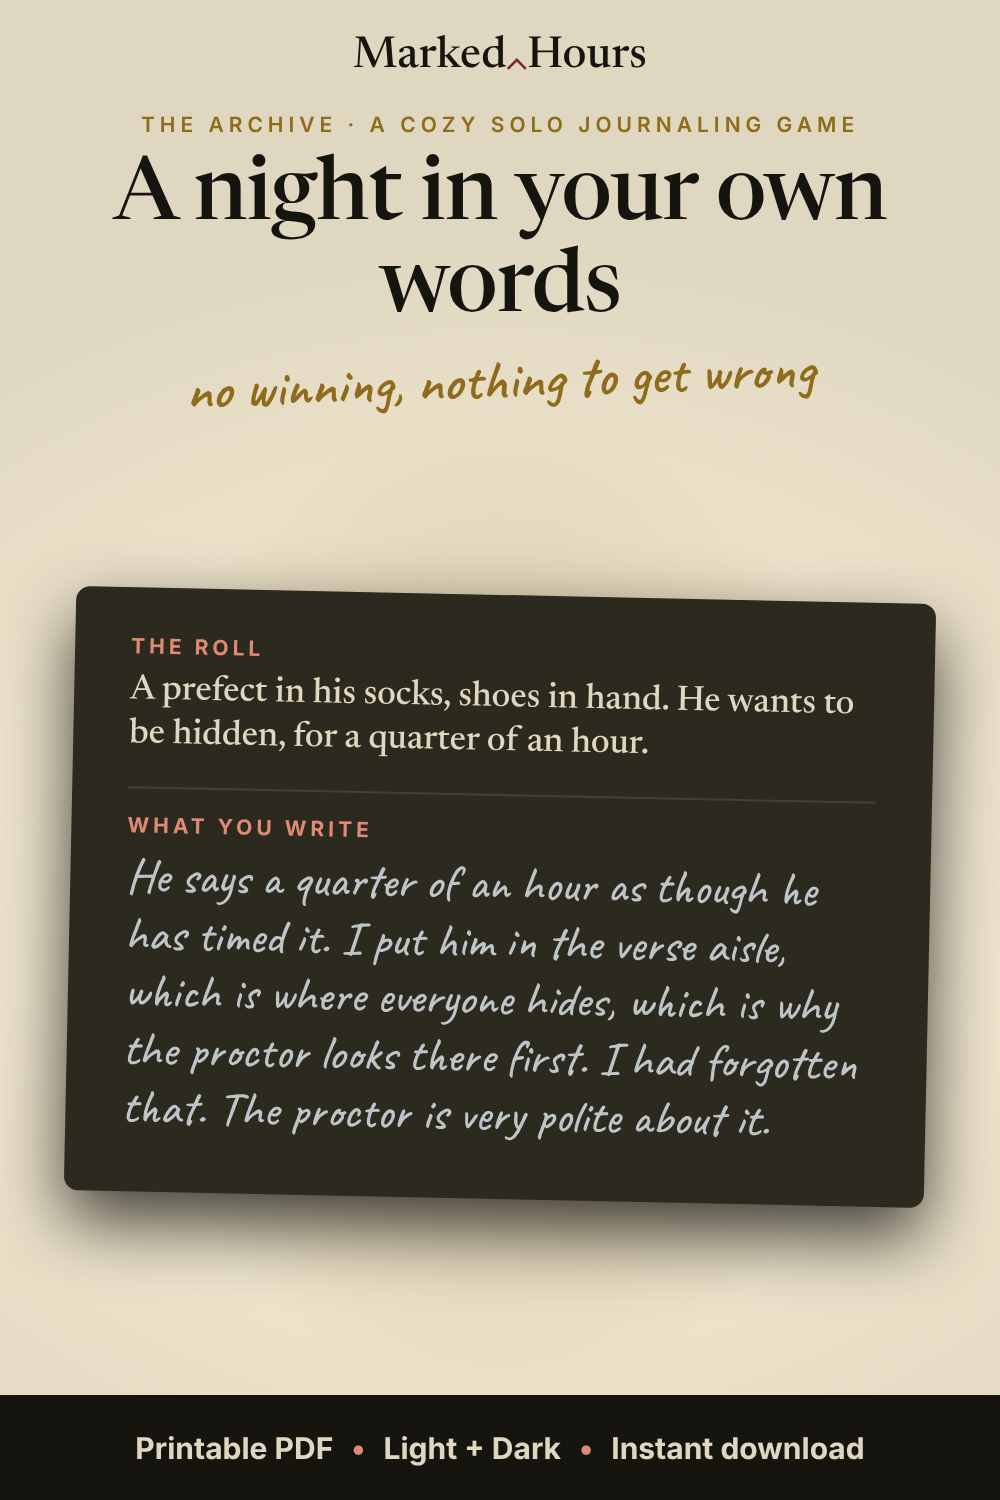 Marked‸Hours
THE ARCHIVE · A COZY SOLO JOURNALING GAME
A night in your own
words
no winning, nothing to get wrong
THE ROLL
A prefect in his socks, shoes in hand. He wants to
be hidden, for a quarter of an hour.
WHAT YOU WRITE
He says a quarter of an hour as though he
has timed it. I put him in the verse aisle,
which is where everyone hides, which is why
the proctor looks there first. I had forgotten
that. The proctor is very polite about it.
Printable PDF • Light + Dark • Instant download